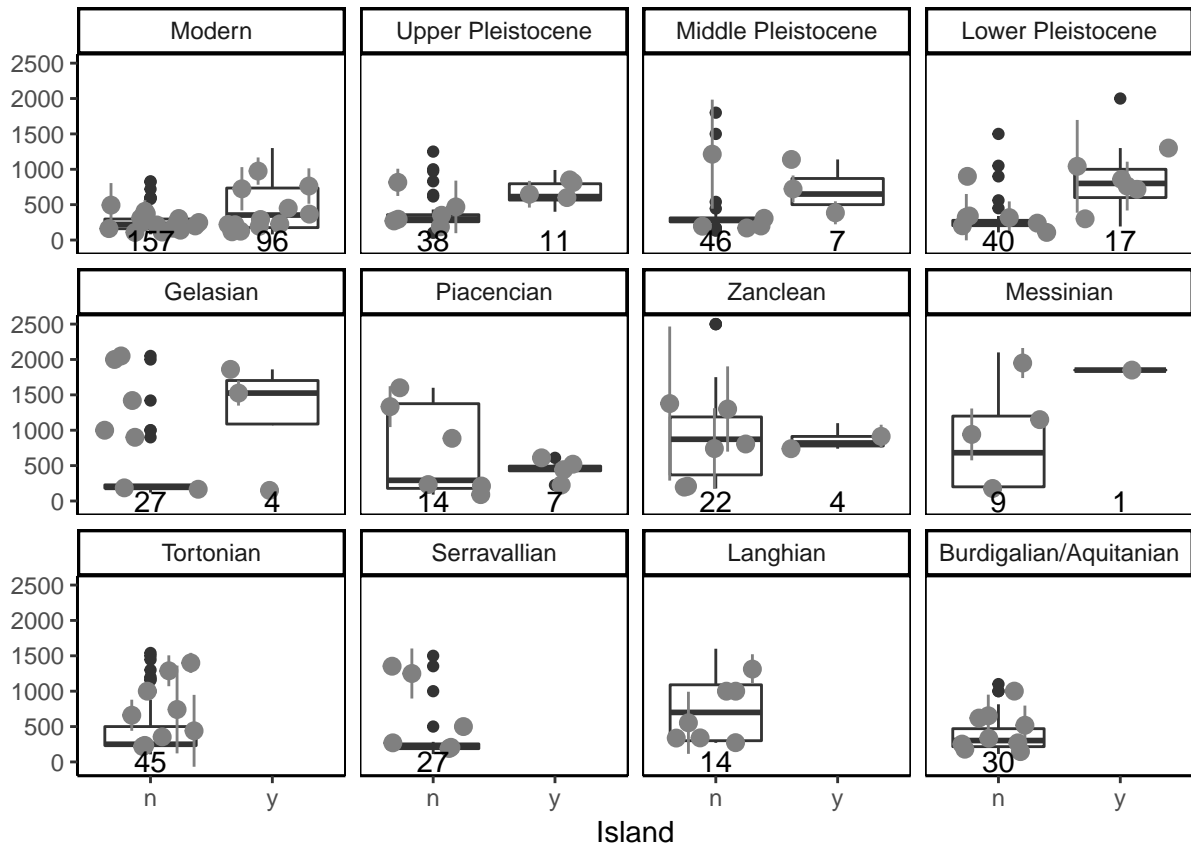 Modern Upper Pleistocene Middle Pleistocene Lower Pleistocene
2500
2000
1500
1000
500
0
157 96 38 11 46 7 40 17
Gelasian Piacencian Zanclean Messinian
2500
2000
1500
1000
500
0
27 4 14 7 22 4 9 1
Tortonian Serravallian Langhian Burdigalian/Aquitanian
2500
2000
1500
1000
500
0
45 27 14 30
n y n y n y n y
Island